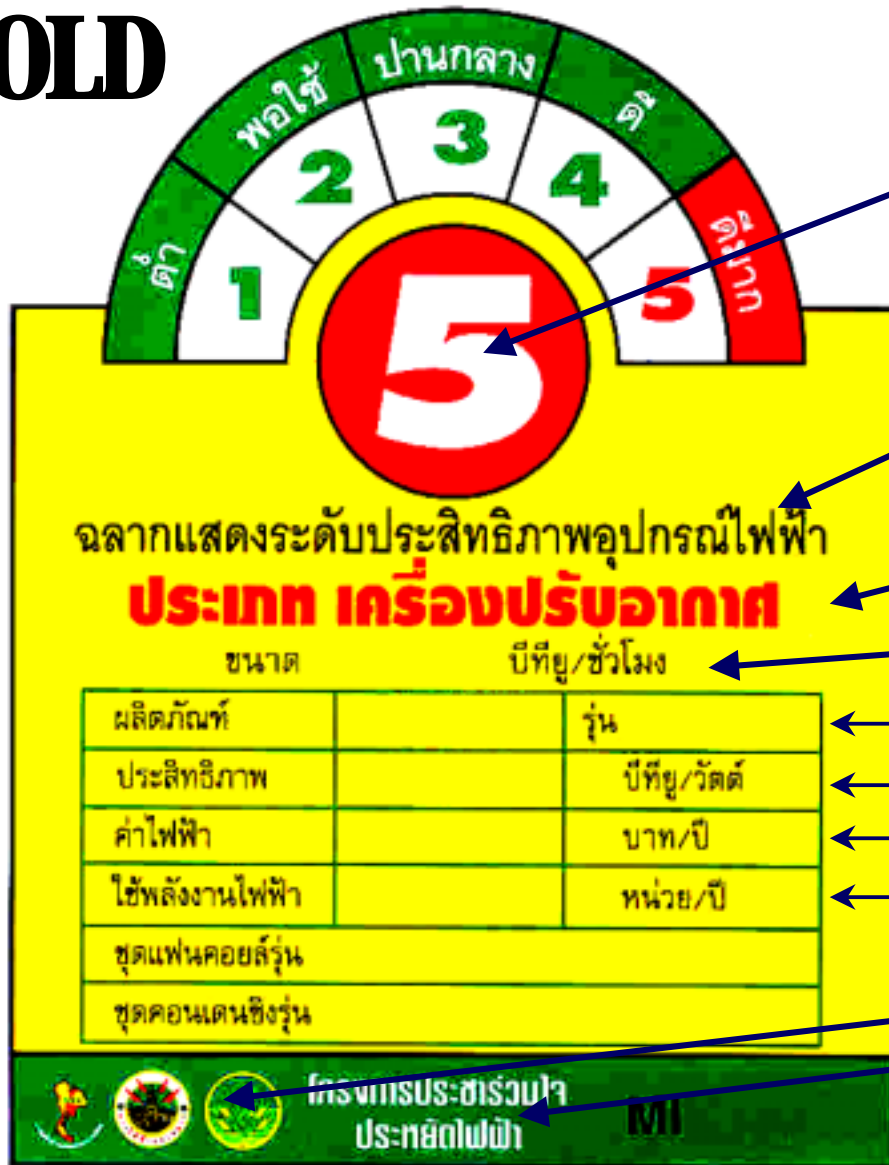 OLD
ต่ำ พอใช้ ปานกลาง ดี ดีมาก
1 2 3 4 5
5
ฉลากแสดงระดับประสิทธิภาพอุปกรณ์ไฟฟ้า
ประเภท เครื่องปรับอากาศ
ขนาด บีทียู/ชั่วโมง
ผลิตภัณฑ์ รุ่น
ประสิทธิภาพ บีทียู/วัตต์
ค่าไฟฟ้า บาท/ปี
ใช้พลังงานไฟฟ้า หน่วย/ปี
ชุดแฟนคอยล์รุ่น
ชุดคอนเดนซิ่งรุ่น
โครงการประชาร่วมใจ
ประหยัดไฟฟ้า
MI